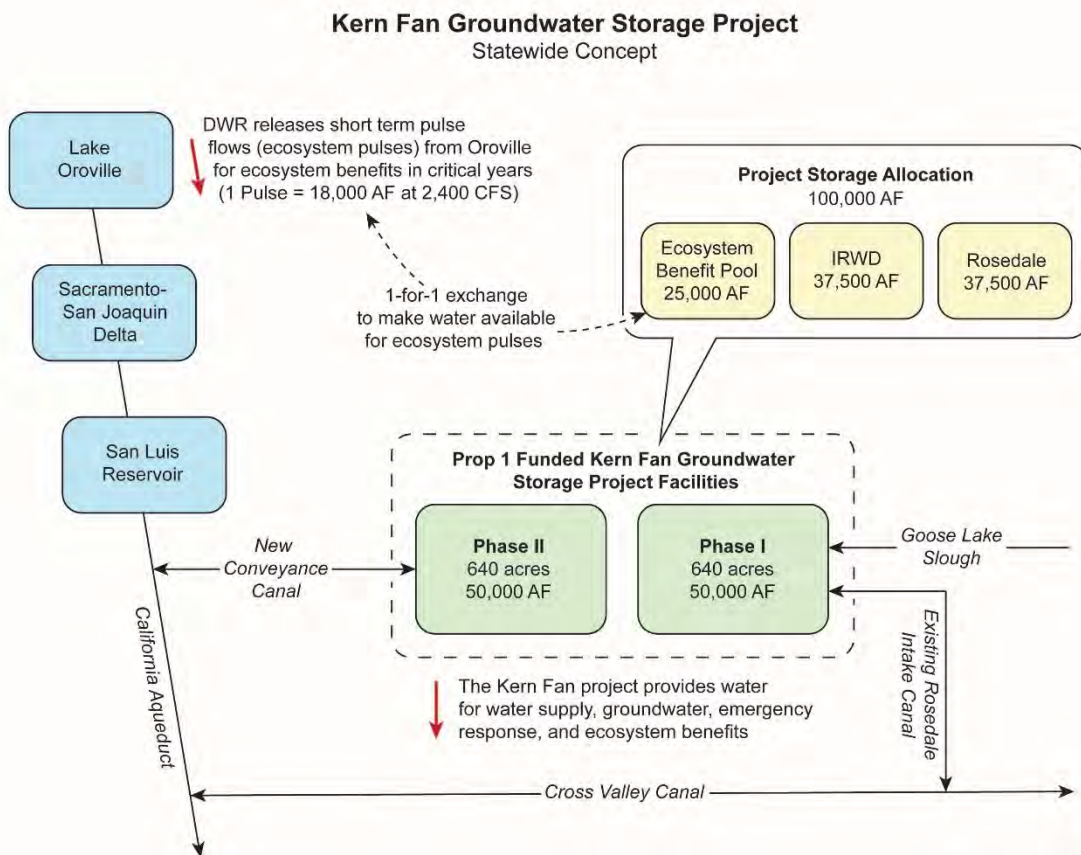 Kern Fan Groundwater Storage Project
Statewide Concept
Lake
Oroville
DWR releases short term pulse
flows (ecosystem pulses) from Oroville
for ecosystem benefits in critical years
(1 Pulse = 18,000 AF at 2,400 CFS)
Project Storage Allocation
100,000 AF
Ecosystem
Benefit Pool
25,000 AF
IRWD
37,500 AF
Rosedale
37,500 AF
Sacramento-
San Joaquin
Delta
1-for-1 exchange
to make water available
for ecosystem pulses
San Luis
Reservoir
Prop 1 Funded Kern Fan Groundwater
Storage Project Facilities
New
Conveyance
Canal
Phase II
640 acres
50,000 AF
Phase I
640 acres
50,000 AF
Goose Lake
Slough
California Aqueduct
Existing Rosedale
Intake Canal
The Kern Fan project provides water
for water supply, groundwater, emergency
response, and ecosystem benefits
Cross Valley Canal